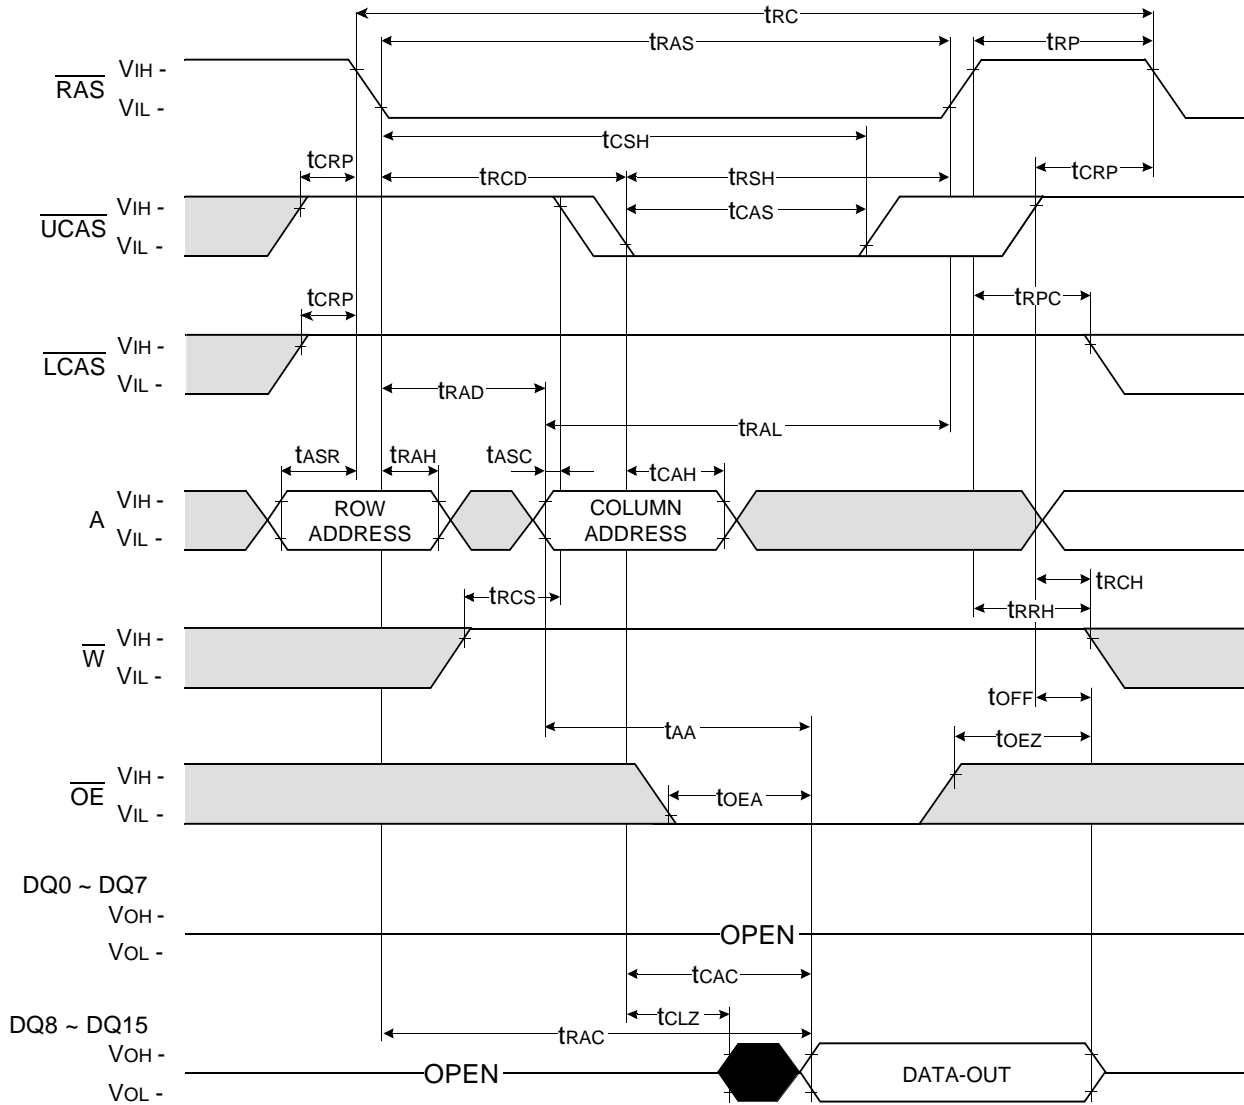 tRC
tRAS
tRP
RAS
VIH -
VIL -
tCSH
tCRP
tRCD
tRSH
tCRP
UCAS
VIH -
VIL -
tCAS
tCRP
tRPC
LCAS
VIH -
VIL -
tRAD
tRAL
tASR
tRAH
tASC
tCAH
A
VIH -
VIL -
ROW
ADDRESS
COLUMN
ADDRESS
tRCS
tRCH
tRRH
W
VIH -
VIL -
tOFF
tAA
tOEZ
OE
VIH -
VIL -
tOEA
DQ0 ~ DQ7
VOH -
VOL -
OPEN
tCAC
tCLZ
DQ8 ~ DQ15
tRAC
VOH -
VOL -
OPEN
DATA-OUT